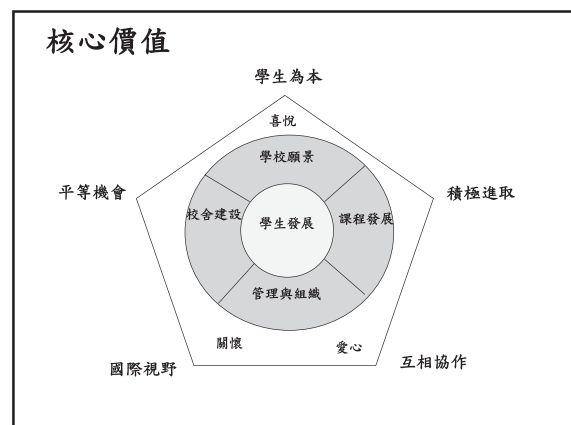 核心價值
學生為本
喜悅
學校願景
平等機會
積極進取
校舍建設
學生發展
課程發展
管理與組織
關懷
愛心
國際視野
互相協作